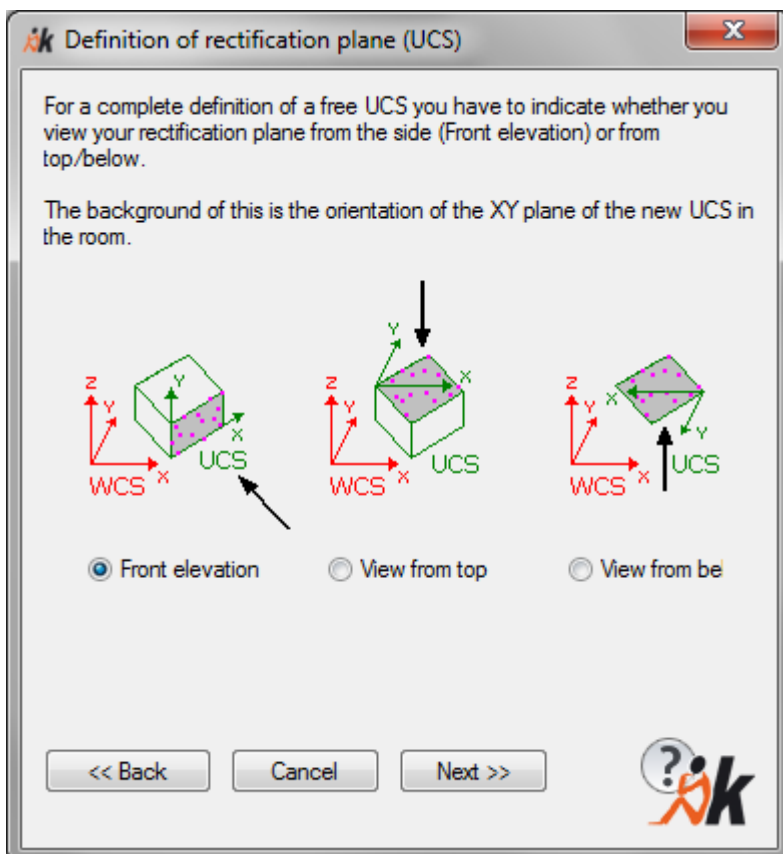 Definition of rectification plane (UCS)
For a complete definition of a free UCS you have to indicate whether you
view your rectification plane from the side (Front elevation) or from
top/below.
The background of this is the orientation of the XY plane of the new UCS in
the room.
Z
Y
X
WCS
Y
X
UCS
Z
Y
X
WCS
Y
X
UCS
Z
Y
X
WCS
X
Y
UCS
Front elevation
View from top
View from bel
<< Back
Cancel
Next >>
?
k